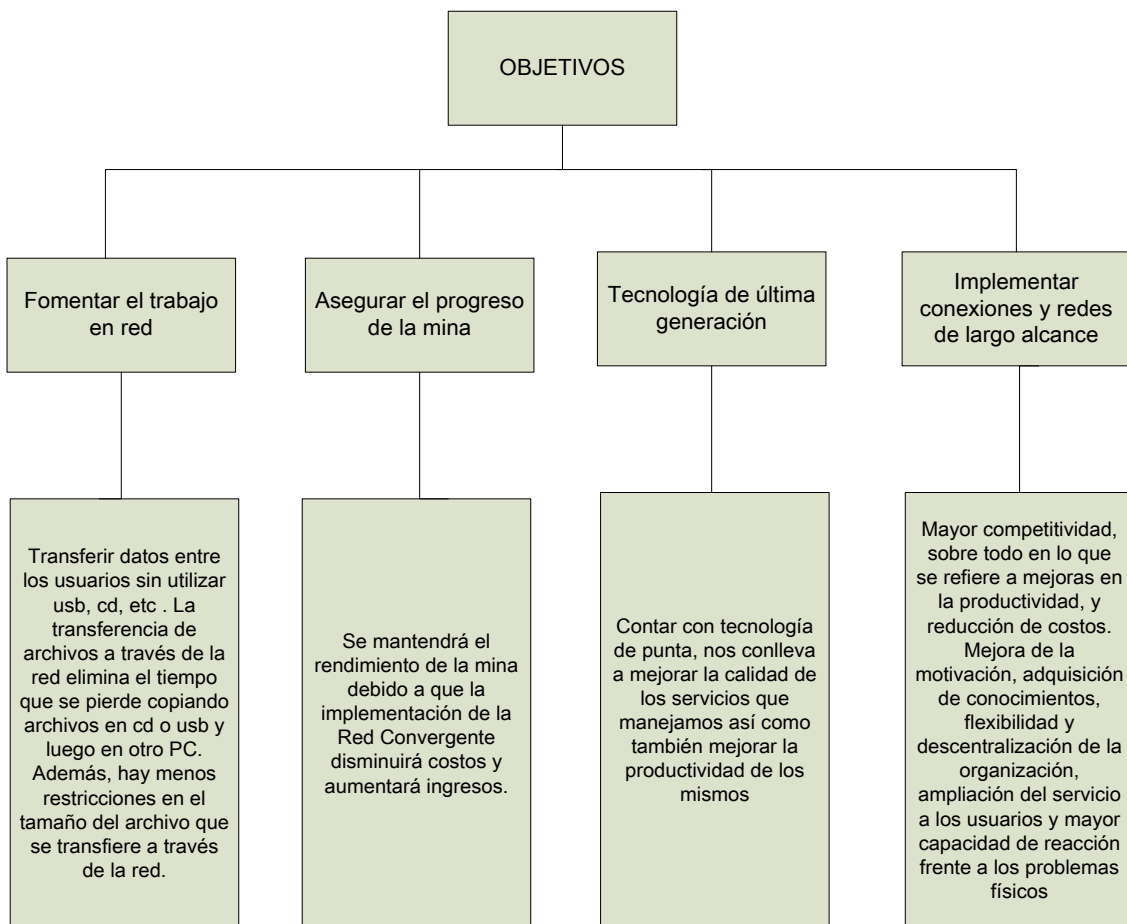 OBJETIVOS
Fomentar el trabajo
en red
Asegurar el progreso
de la mina
Tecnología de última
generación
Implementar
conexiones y redes
de largo alcance
Transferir datos entre
los usuarios sin utilizar
usb, cd, etc . La
transferencia de
archivos a través de la
red elimina el tiempo
que se pierde copiando
archivos en cd o usb y
luego en otro PC.
Además, hay menos
restricciones en el
tamaño del archivo que
se transfiere a través
de la red.
Se mantendrá el
rendimiento de la mina
debido a que la
implementación de la
Red Convergente
disminuirá costos y
aumentará ingresos.
Contar con tecnología
de punta, nos conlleva
a mejorar la calidad de
los servicios que
manejamos así como
también mejorar la
productividad de los
mismos
Mayor competitividad,
sobre todo en lo que
se refiere a mejoras en
la productividad, y
reducción de costos.
Mejora de la
motivación, adquisición
de conocimientos,
flexibilidad y
descentralización de la
organización,
ampliación del servicio
a los usuarios y mayor
capacidad de reacción
frente a los problemas
físicos